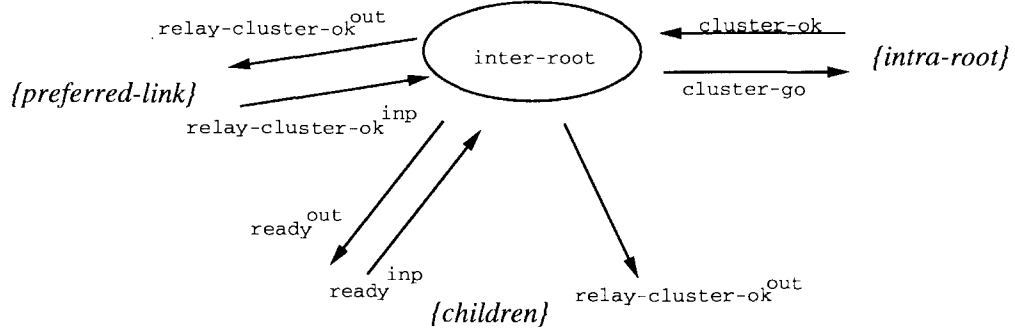 relay-cluster-ok^out
cluster-ok
inter-root
{intra-root}
{preferred-link}
cluster-go
relay-cluster-ok^inp
ready^out
ready^inp
{children}
relay-cluster-ok^out